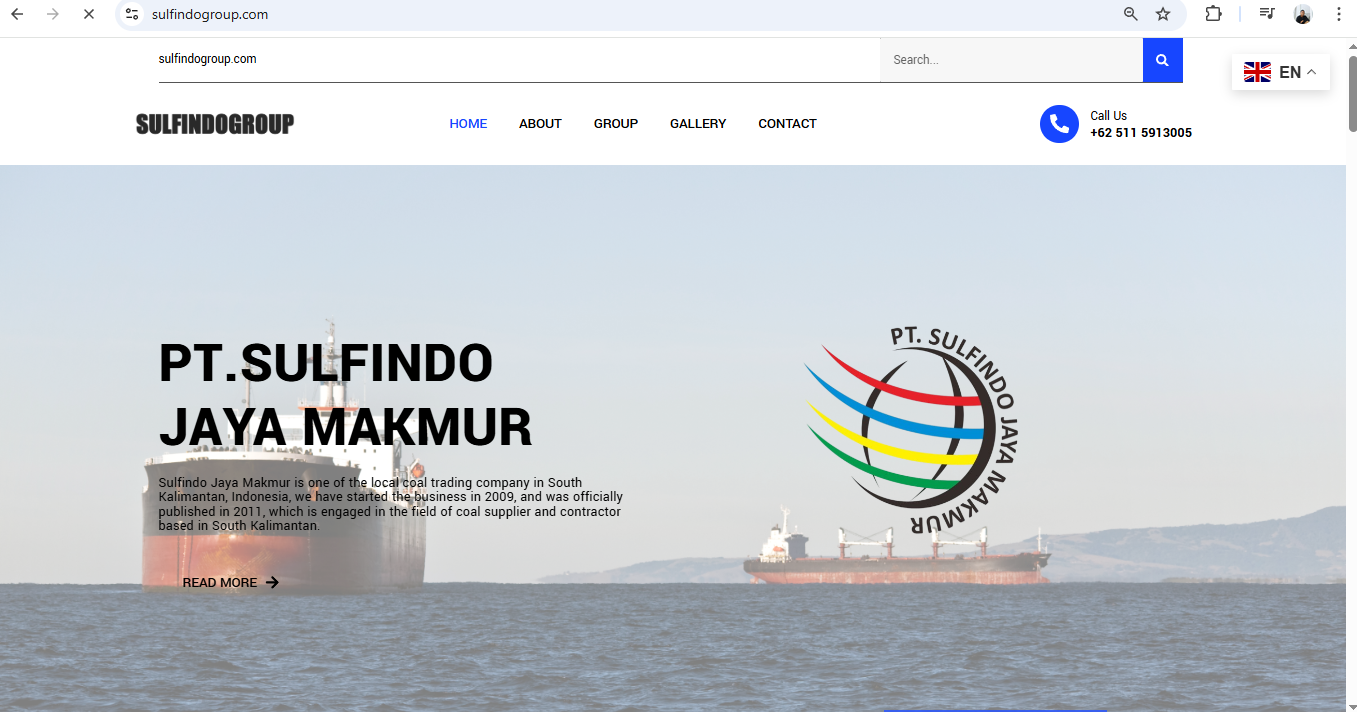 sulfindogroup.com
sulfindogroup.com
Search...
EN
SULFINDOGROUP
HOME
ABOUT
GROUP
GALLERY
CONTACT
Call Us
+62 511 5913005
PT.SULFINDO
JAYA MAKMUR
Sulfindo Jaya Makmur is one of the local coal trading company in South
Kalimantan, Indonesia, we have started the business in 2009, and was officially
published in 2011, which is engaged in the field of coal supplier and contractor
based in South Kalimantan.
READ MORE
PT. SULFINDO JAYA MAKMUR